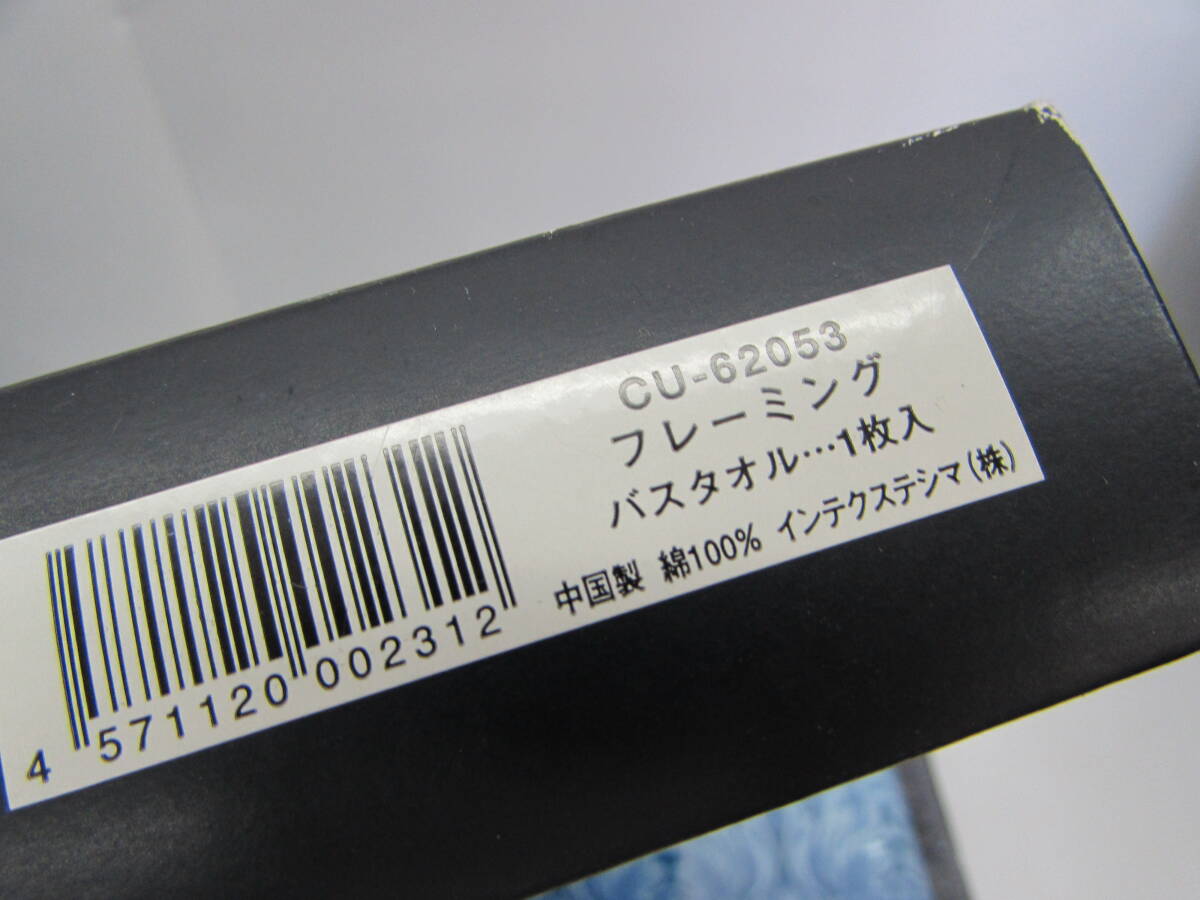 CU-62053
フレーミング
バスタオル…1枚入
中国製 綿100% インテクステシマ(株)
4 571120 002312